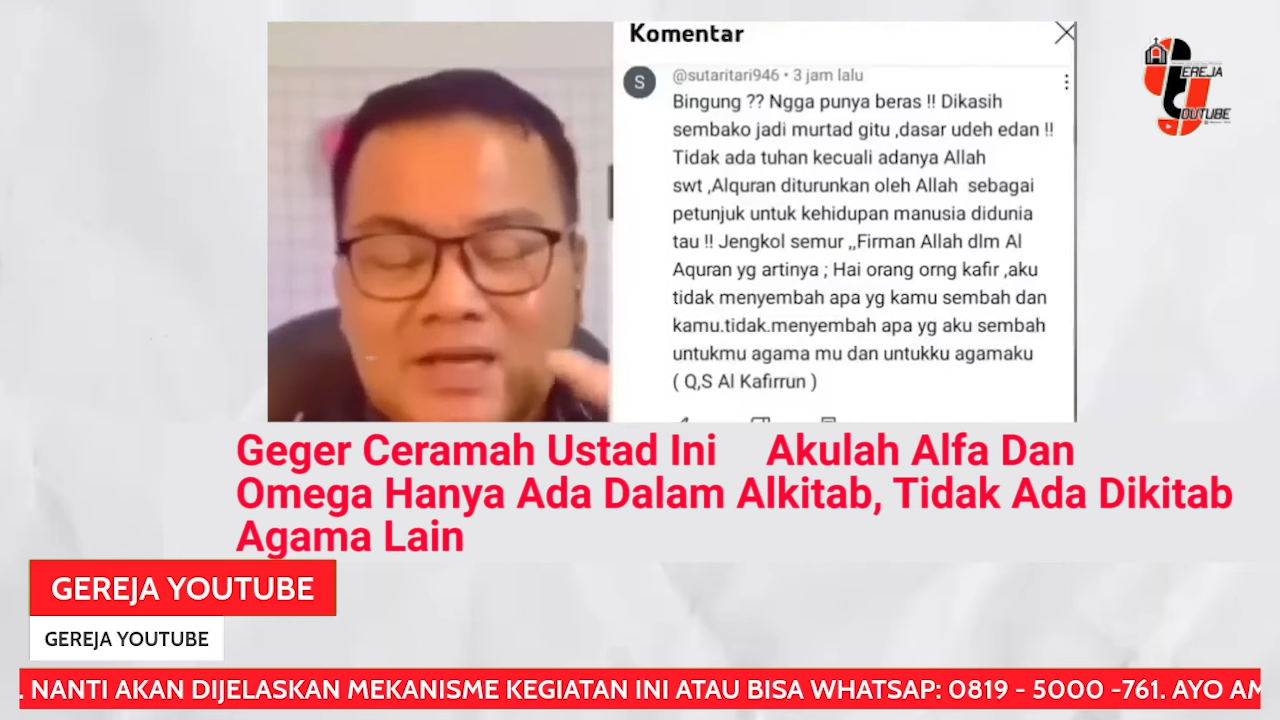 Komentar
S
@sutaritari946 • 3 jam lalu
Bingung ?? Ngga punya beras !! Dikasih
sembako jadi murtad gitu ,dasar udeh edan !!
Tidak ada tuhan kecuali adanya Allah
swt ,Alquran diturunkan oleh Allah sebagai
petunjuk untuk kehidupan manusia didunia
tau !! Jengkol semur ,,Firman Allah dlm Al
Aquran yg artinya ; Hai orang orng kafir ,aku
tidak menyembah apa yg kamu sembah dan
kamu.tidak.menyembah apa yg aku sembah
untukmu agama mu dan untukku agamaku
( Q,S Al Kafirrun )
EREJA
OUTUBE
Geger Ceramah Ustad Ini Akulah Alfa Dan
Omega Hanya Ada Dalam Alkitab, Tidak Ada Dikitab
Agama Lain
GEREJA YOUTUBE
GEREJA YOUTUBE
. NANTI AKAN DIJELASKAN MEKANISME KEGIATAN INI ATAU BISA WHATSAP: 0819 - 5000 -761. AYO AM